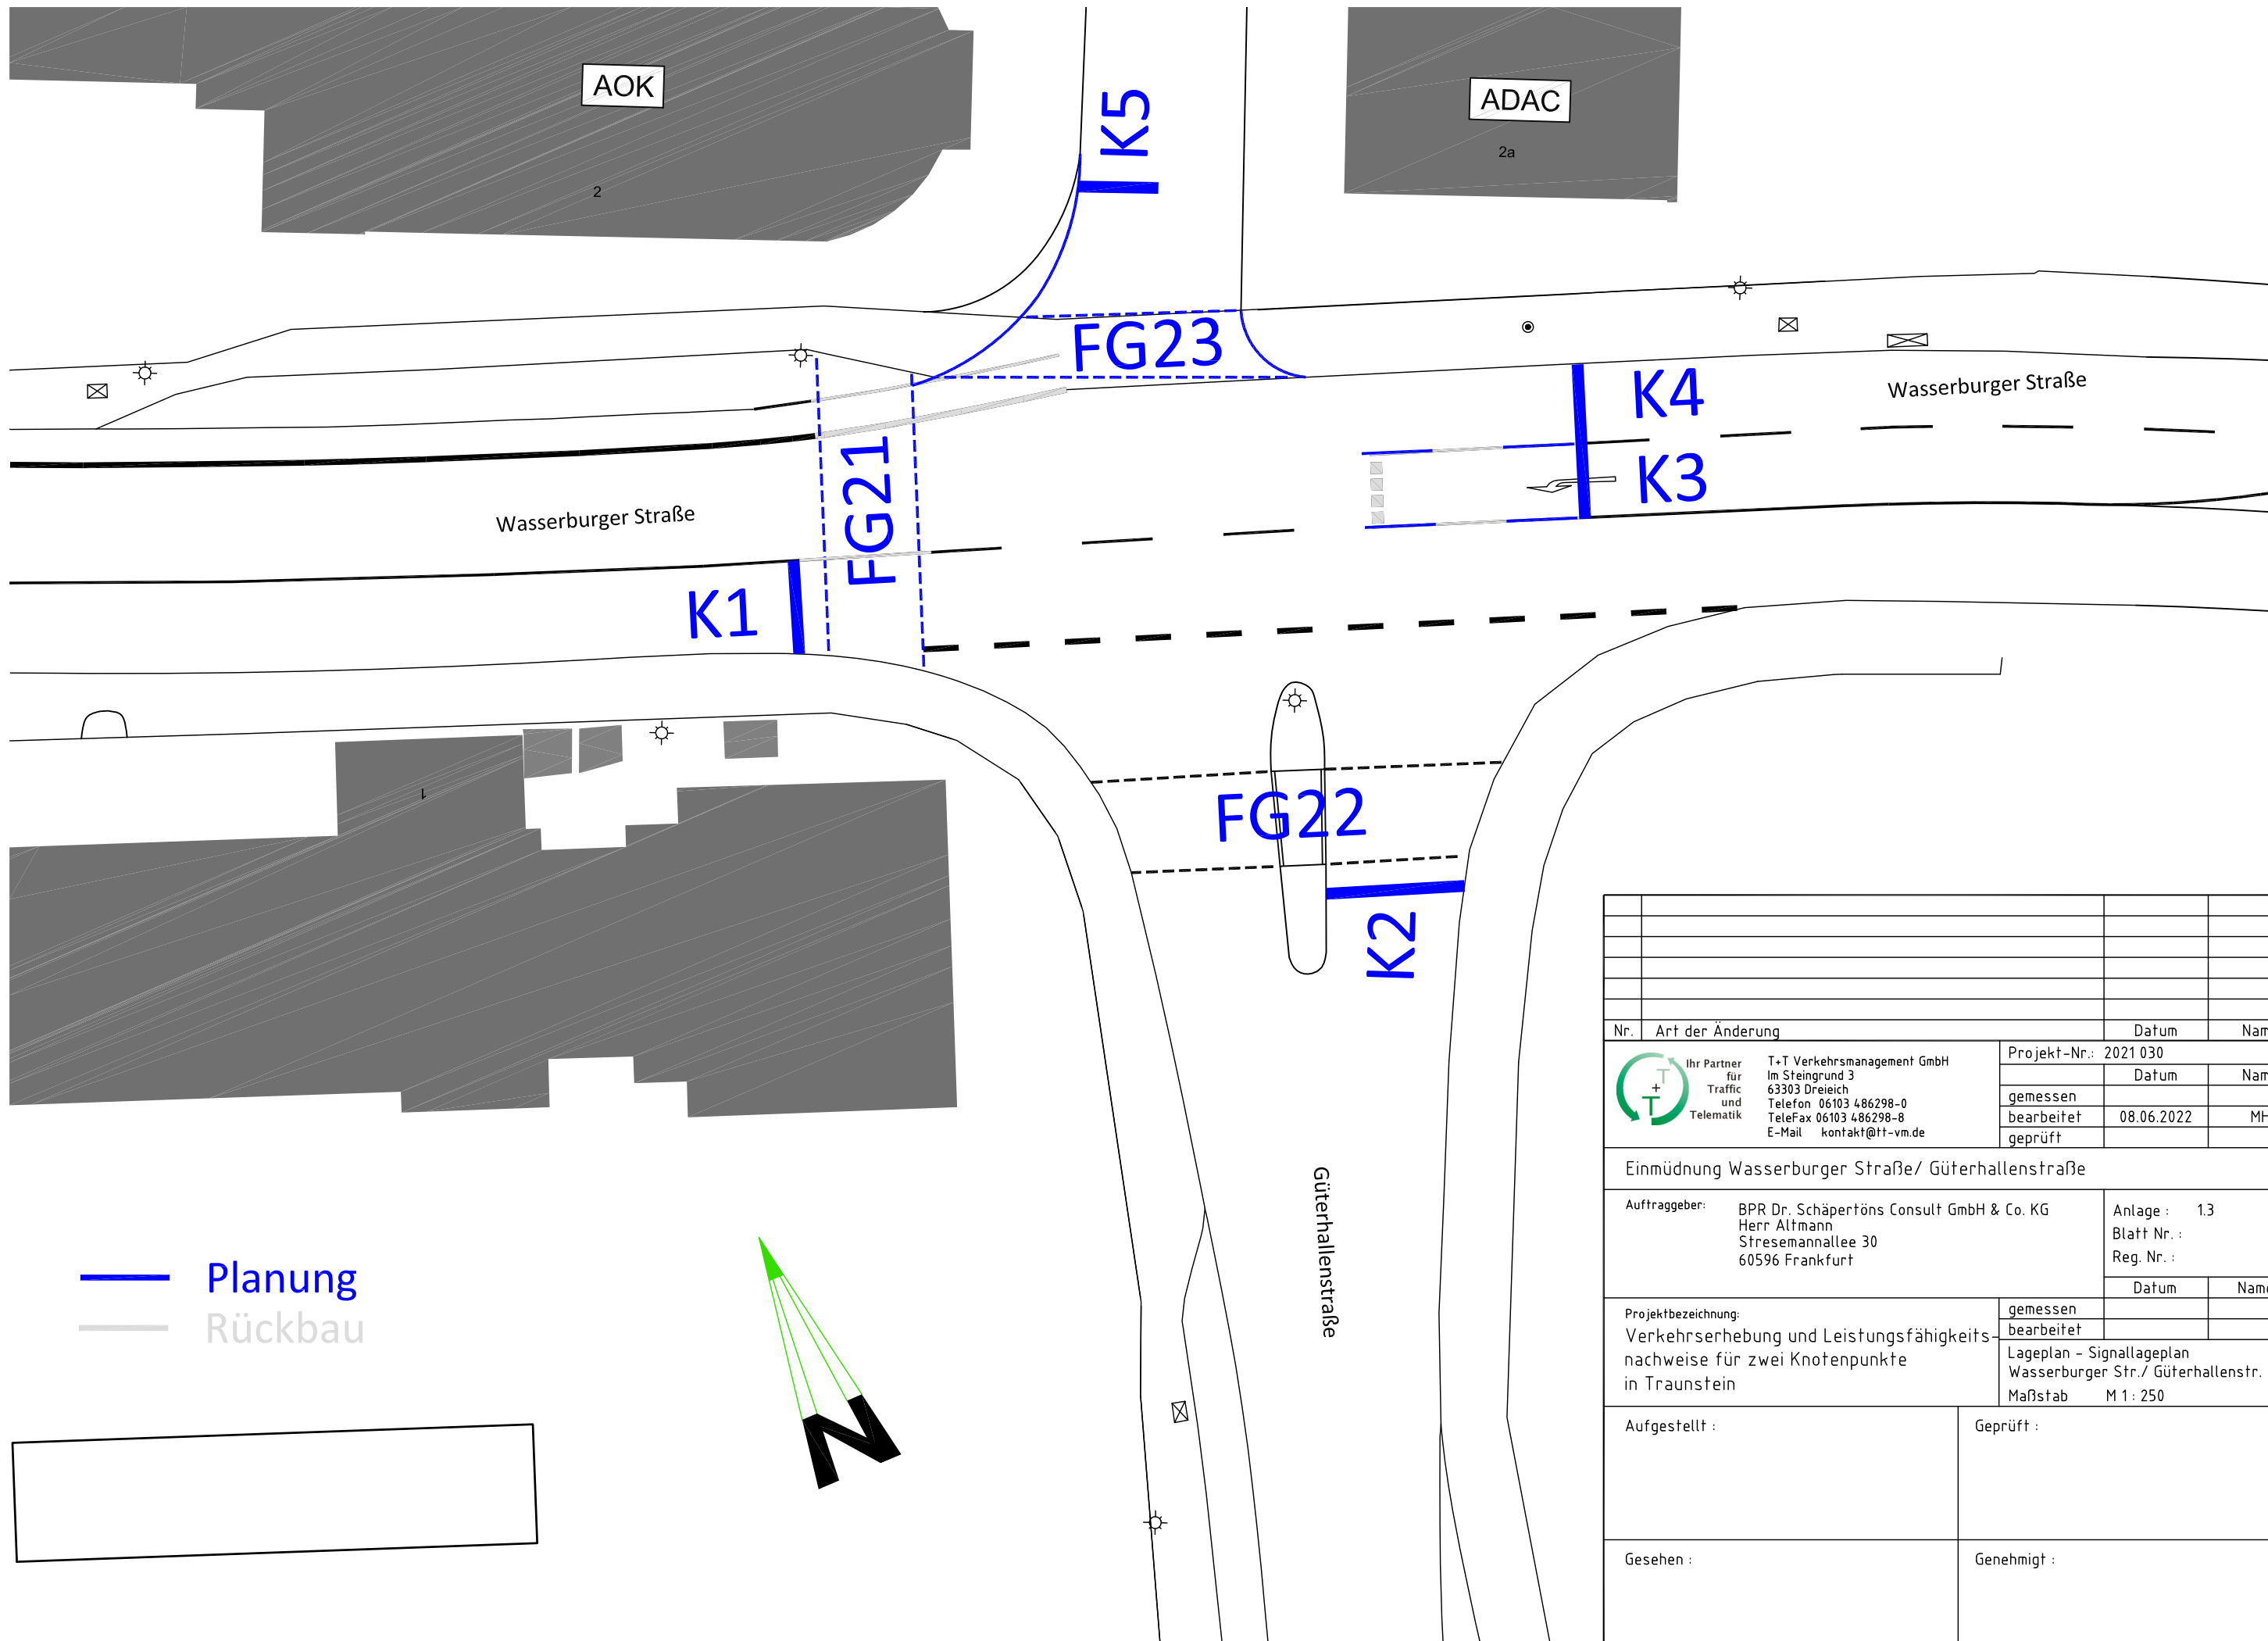 AOK
2
K5
ADAC
2a
FG23
K4
Wasserburger Straße
K3
FG21
Wasserburger Straße
K1
FG22
K2
1
Güterhallenstraße
Planung
Rückbau
N
Nr. Art der Änderung Datum
Ihr Partner
für
Traffic
und
Telematik
T
+
T
T+T Verkehrsmanagement GmbH
Im Steingrund 3
63303 Dreieich
Telefon 06103 486298-0
TeleFax 06103 486298-8
E-Mail kontakt@tt-vm.de
Projekt-Nr.: 2021 030
Datum
gemessen
bearbeitet 08.06.2022
geprüft
Einmüdnung Wasserburger Straße/ Güterhallenstraße
Auftraggeber:
BPR Dr. Schäpertöns Consult GmbH & Co. KG
Herr Altmann
Stresemannallee 30
60596 Frankfurt
Anlage : 1.3
Blatt Nr. :
Reg. Nr. :
Datum
gemessen
bearbeitet
Projektbezeichnung:
Verkehrserhebung und Leistungsfähigkeits-
nachweise für zwei Knotenpunkte
in Traunstein
Lageplan - Signallageplan
Wasserburger Str./ Güterhallenstr.
Maßstab M 1 : 250
Aufgestellt :
Geprüft :
Gesehen :
Genehmigt :